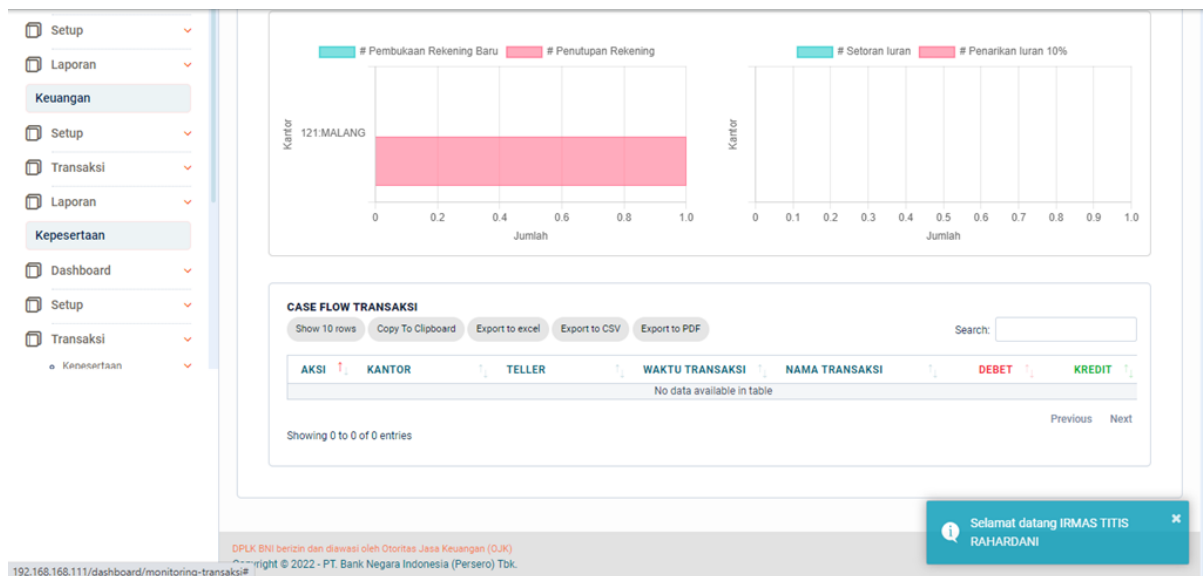 Setup
Laporan
Keuangan
Setup
Transaksi
Laporan
Kepesertaan
Dashboard
Setup
Transaksi
Kepesertaan
# Pembukaan Rekening Baru # Penutupan Rekening
Kantor
121:MALANG
0 0.2 0.4 0.6 0.8 1.0
Jumlah
# Setoran Iuran # Penarikan Iuran 10%
Kantor
0 0.1 0.2 0.3 0.4 0.5 0.6 0.7 0.8 0.9 1.0
Jumlah
CASE FLOW TRANSAKSI
Show 10 rows Copy To Clipboard Export to excel Export to CSV Export to PDF Search:
AKSI KANTOR TELLER WAKTU TRANSAKSI NAMA TRANSAKSI DEBET KREDIT
No data available in table
Previous Next
Showing 0 to 0 of 0 entries
Selamat datang IRMAS TITIS
RAHARDANI
DPLK BNI berizin dan diawasi oleh Otoritas Jasa Keuangan (OJK)
Copyright © 2022 - PT. Bank Negara Indonesia (Persero) Tbk.
192.168.168.111/dashboard/monitoring-transaksi#